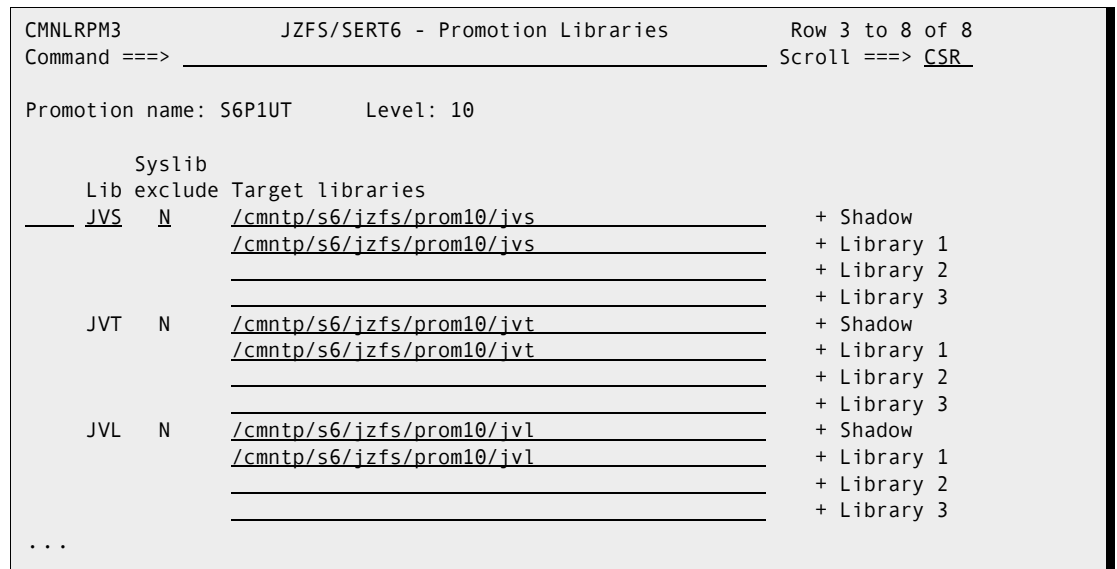 CMNLRPM3 JZFS/SERT6 - Promotion Libraries Row 3 to 8 of 8
Command ===> Scroll ===> CSR
Promotion name: S6P1UT Level: 10
Syslib
Lib exclude Target libraries
JVS N /cmntp/s6/jzfs/prom10/jvs + Shadow
/cmntp/s6/jzfs/prom10/jvs + Library 1
+ Library 2
+ Library 3
JVT N /cmntp/s6/jzfs/prom10/jvt + Shadow
/cmntp/s6/jzfs/prom10/jvt + Library 1
+ Library 2
+ Library 3
JVL N /cmntp/s6/jzfs/prom10/jvl + Shadow
/cmntp/s6/jzfs/prom10/jvl + Library 1
+ Library 2
+ Library 3
...